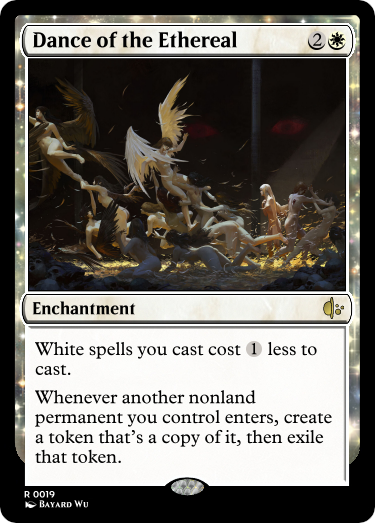 Dance of the Ethereal 2
Enchantment
White spells you cast cost 1 less to
cast.
Whenever another nonland
permanent you control enters, create
a token that's a copy of it, then exile
that token.
R 0019
Bayard Wu